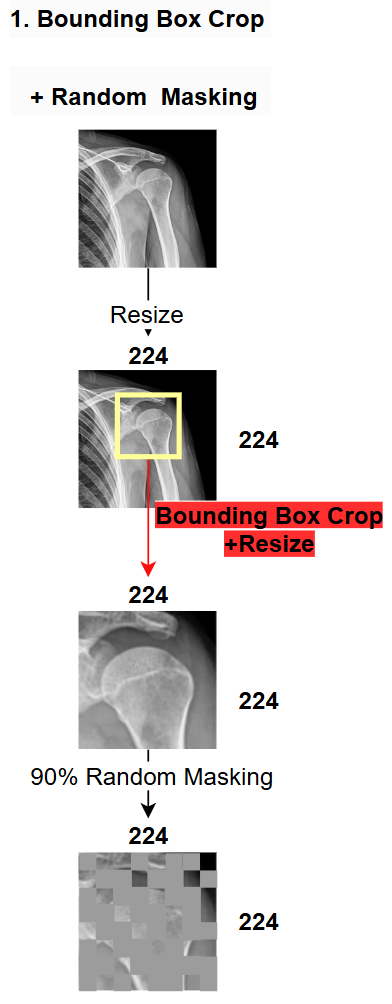 1. Bounding Box Crop
+ Random Masking
Resize
224
224
Bounding Box Crop
+Resize
224
224
90% Random Masking
224
224